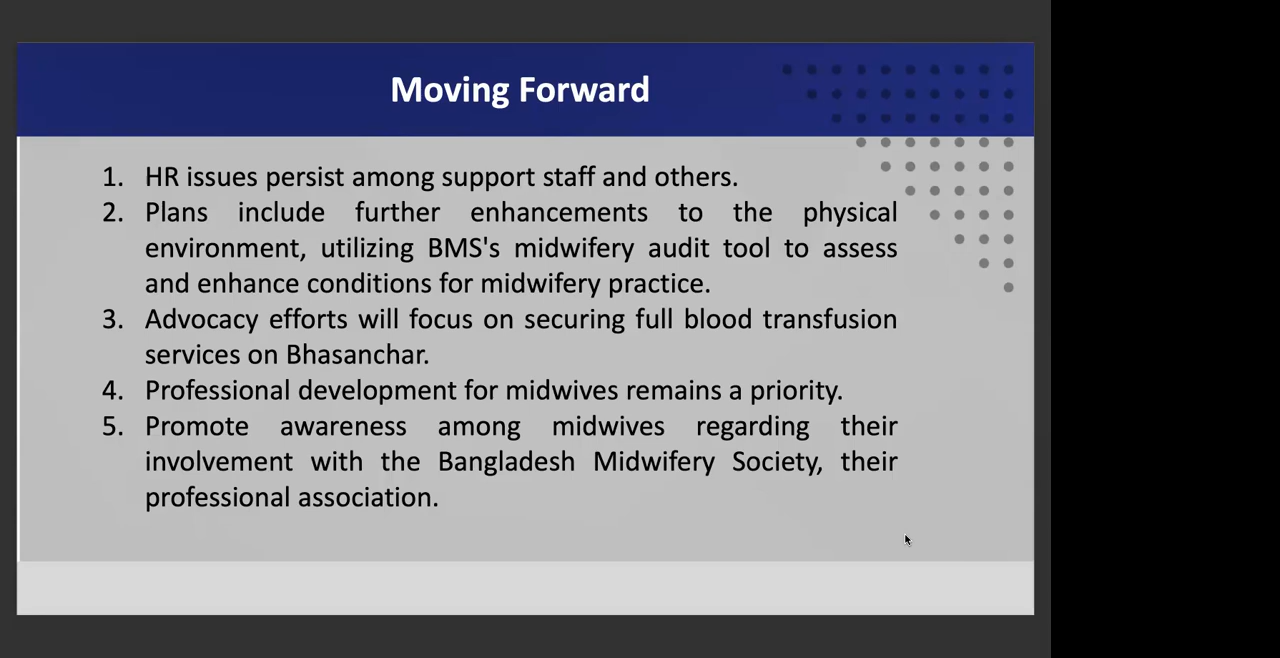 Moving Forward
1. HR issues persist among support staff and others.
2. Plans include further enhancements to the physical
environment, utilizing BMS's midwifery audit tool to assess
and enhance conditions for midwifery practice.
3. Advocacy efforts will focus on securing full blood transfusion
services on Bhasanchar.
4. Professional development for midwives remains a priority.
5. Promote awareness among midwives regarding their
involvement with the Bangladesh Midwifery Society, their
professional association.